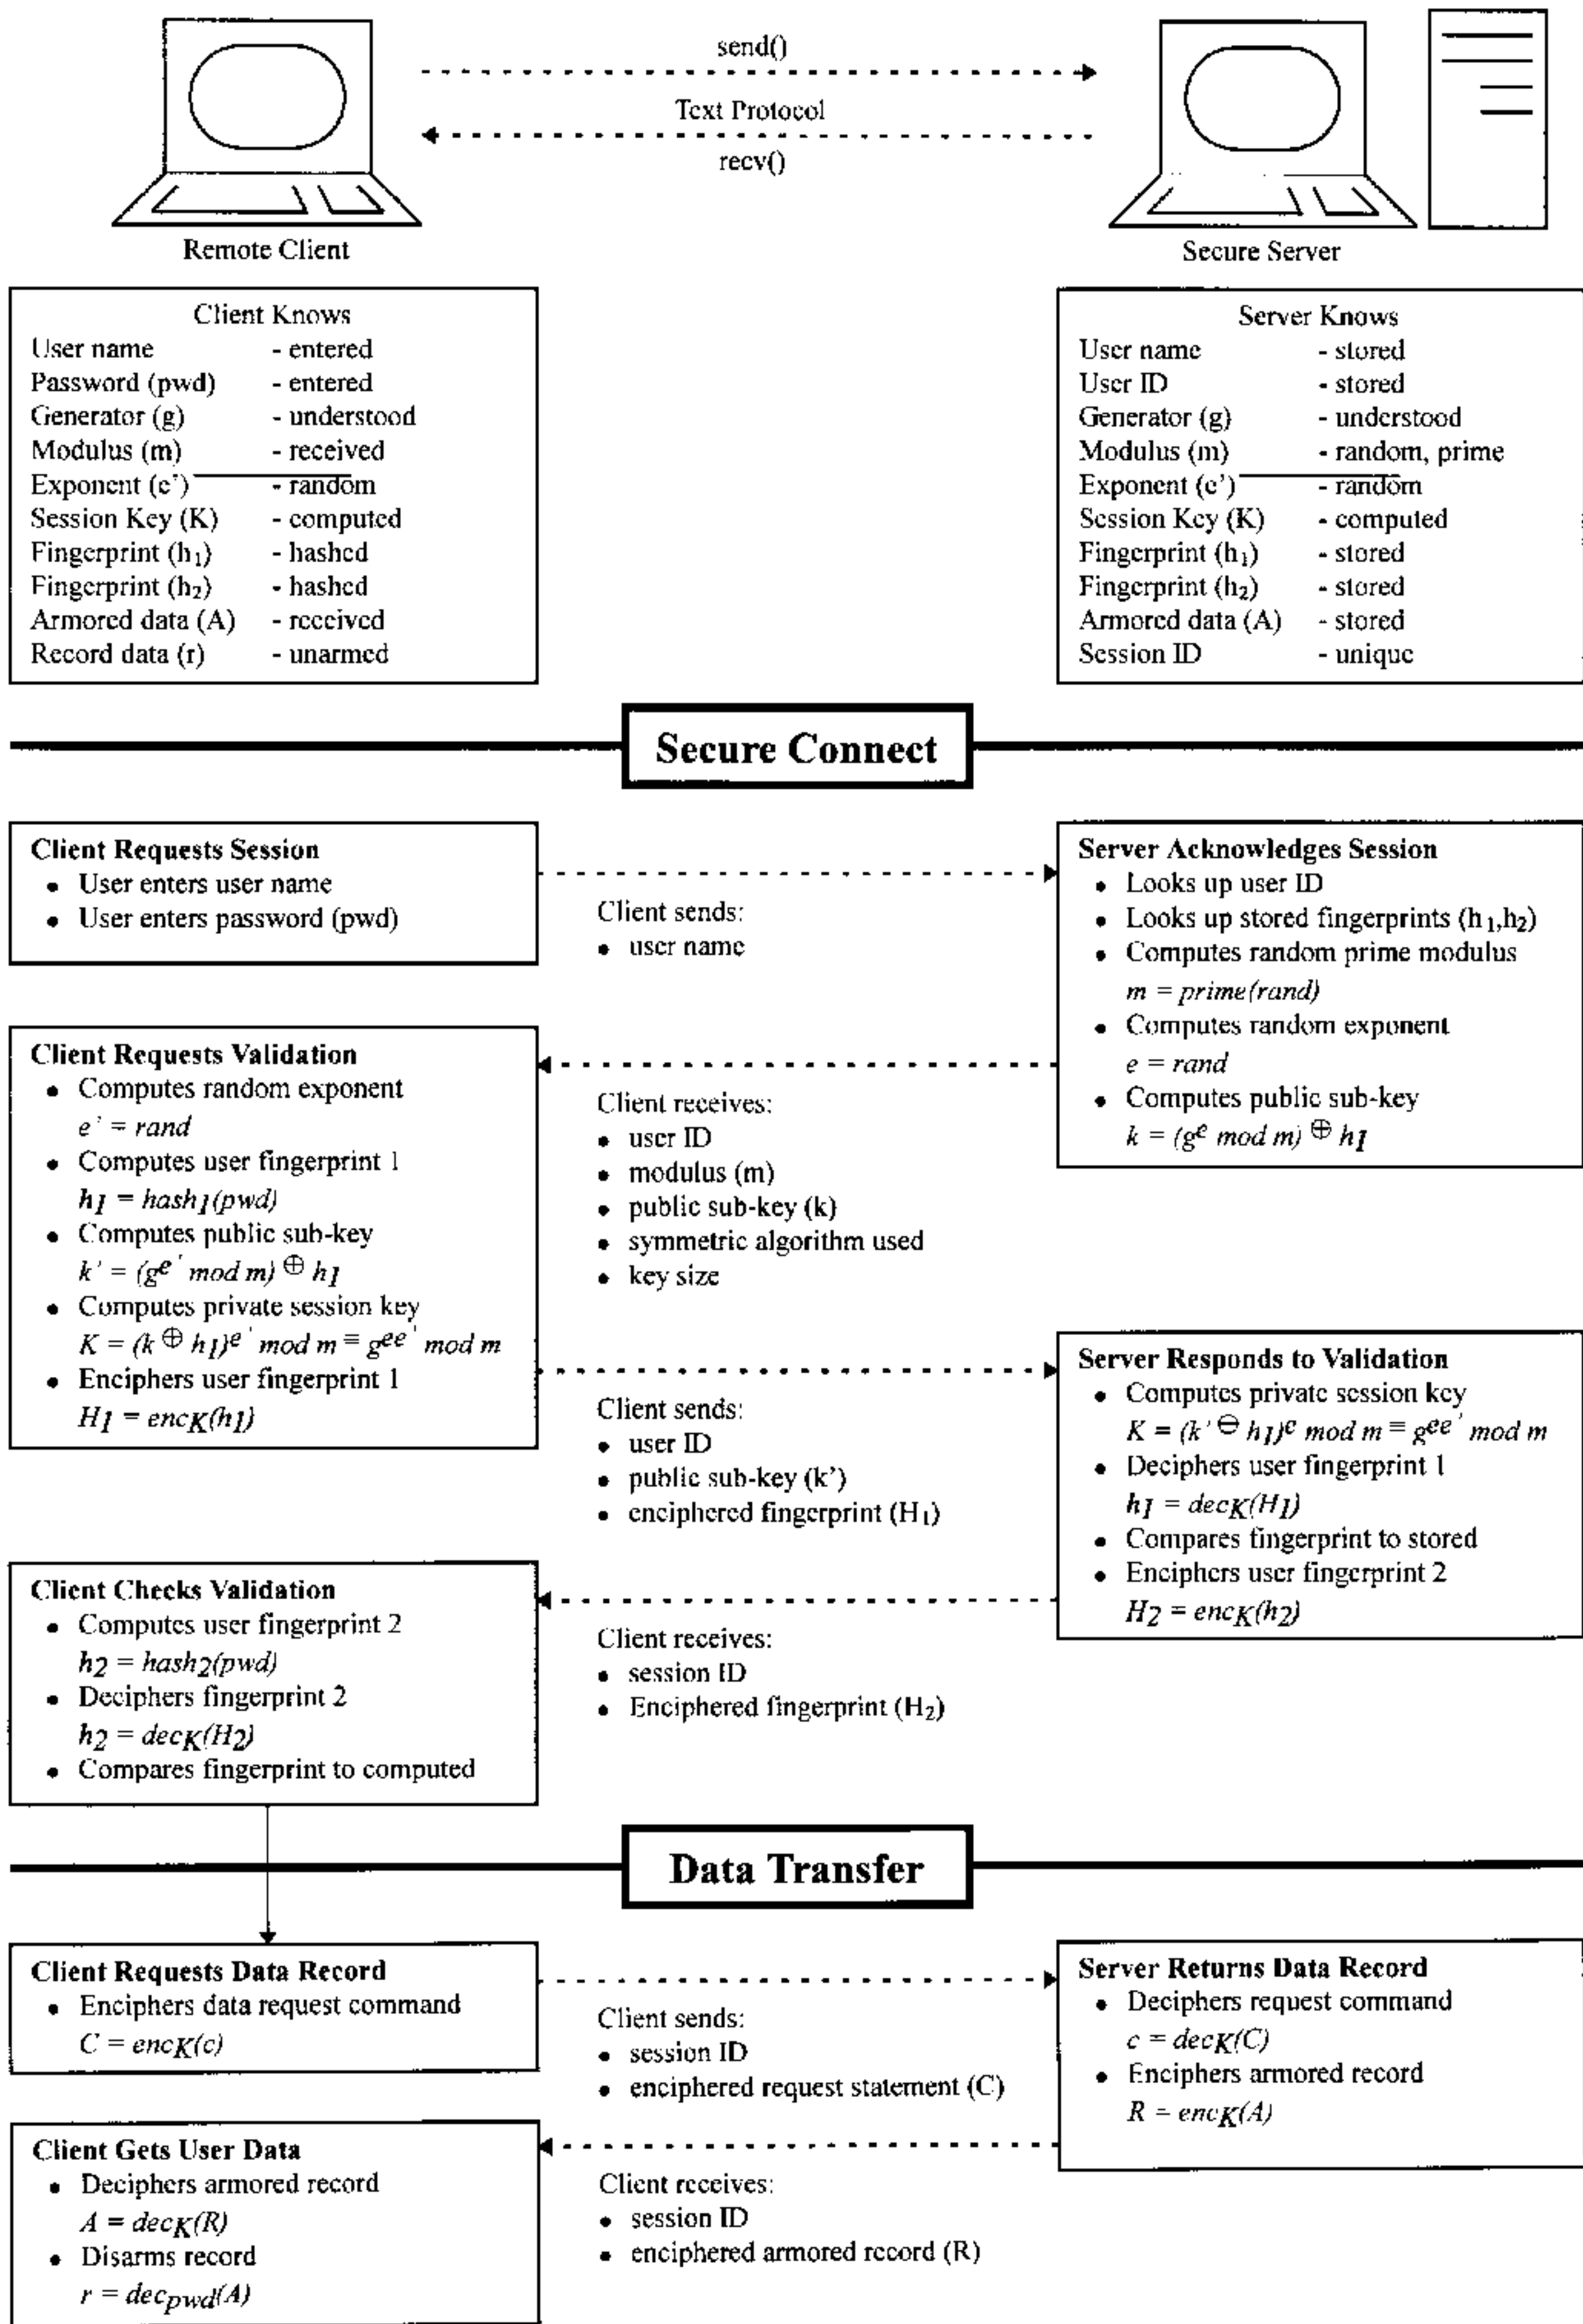 send()
Text Protocol
recv()
Remote Client
Secure Server
Client Knows
User name - entered
Password (pwd) - entered
Generator (g) - understood
Modulus (m) - received
Exponent (e’) - random
Session Key (K) - computed
Fingerprint (h₁) - hashed
Fingerprint (h₂) - hashed
Armored data (A) - received
Record data (r) - unarmed
Server Knows
User name - stored
User ID - stored
Generator (g) - understood
Modulus (m) - random, prime
Exponent (e’) - random
Session Key (K) - computed
Fingerprint (h₁) - stored
Fingerprint (h₂) - stored
Armored data (A) - stored
Session ID - unique
Secure Connect
Client Requests Session
• User enters user name
• User enters password (pwd)
Client sends:
• user name
Server Acknowledges Session
• Looks up user ID
• Looks up stored fingerprints (h₁,h₂)
• Computes random prime modulus
m = prime(rand)
• Computes random exponent
e = rand
• Computes public sub-key
k = (gᵉ mod m) ⊕ h₁
Client Requests Validation
• Computes random exponent
e' = rand
• Computes user fingerprint 1
h₁ = hash₁(pwd)
• Computes public sub-key
k' = (gᵉ' mod m) ⊕ h₁
• Computes private session key
K = (k ⊕ h₁)ᵉ' mod m ≡ gᵉᵉ' mod m
• Enciphers user fingerprint 1
H₁ = encK(h₁)
Client receives:
• user ID
• modulus (m)
• public sub-key (k)
• symmetric algorithm used
• key size
Client sends:
• user ID
• public sub-key (k’)
• enciphered fingerprint (H₁)
Server Responds to Validation
• Computes private session key
K = (k' ⊖ h₁)ᵉ mod m ≡ gᵉᵉ' mod m
• Deciphers user fingerprint 1
h₁ = decK(H₁)
• Compares fingerprint to stored
• Enciphers user fingerprint 2
H₂ = encK(h₂)
Client Checks Validation
• Computes user fingerprint 2
h₂ = hash₂(pwd)
• Deciphers fingerprint 2
h₂ = decK(H₂)
• Compares fingerprint to computed
Client receives:
• session ID
• Enciphered fingerprint (H₂)
Data Transfer
Client Requests Data Record
• Enciphers data request command
C = encK(c)
Client sends:
• session ID
• enciphered request statement (C)
Server Returns Data Record
• Deciphers request command
c = decK(C)
• Enciphers armored record
R = encK(A)
Client Gets User Data
• Deciphers armored record
A = decK(R)
• Disarms record
r = decpwd(A)
Client receives:
• session ID
• enciphered armored record (R)